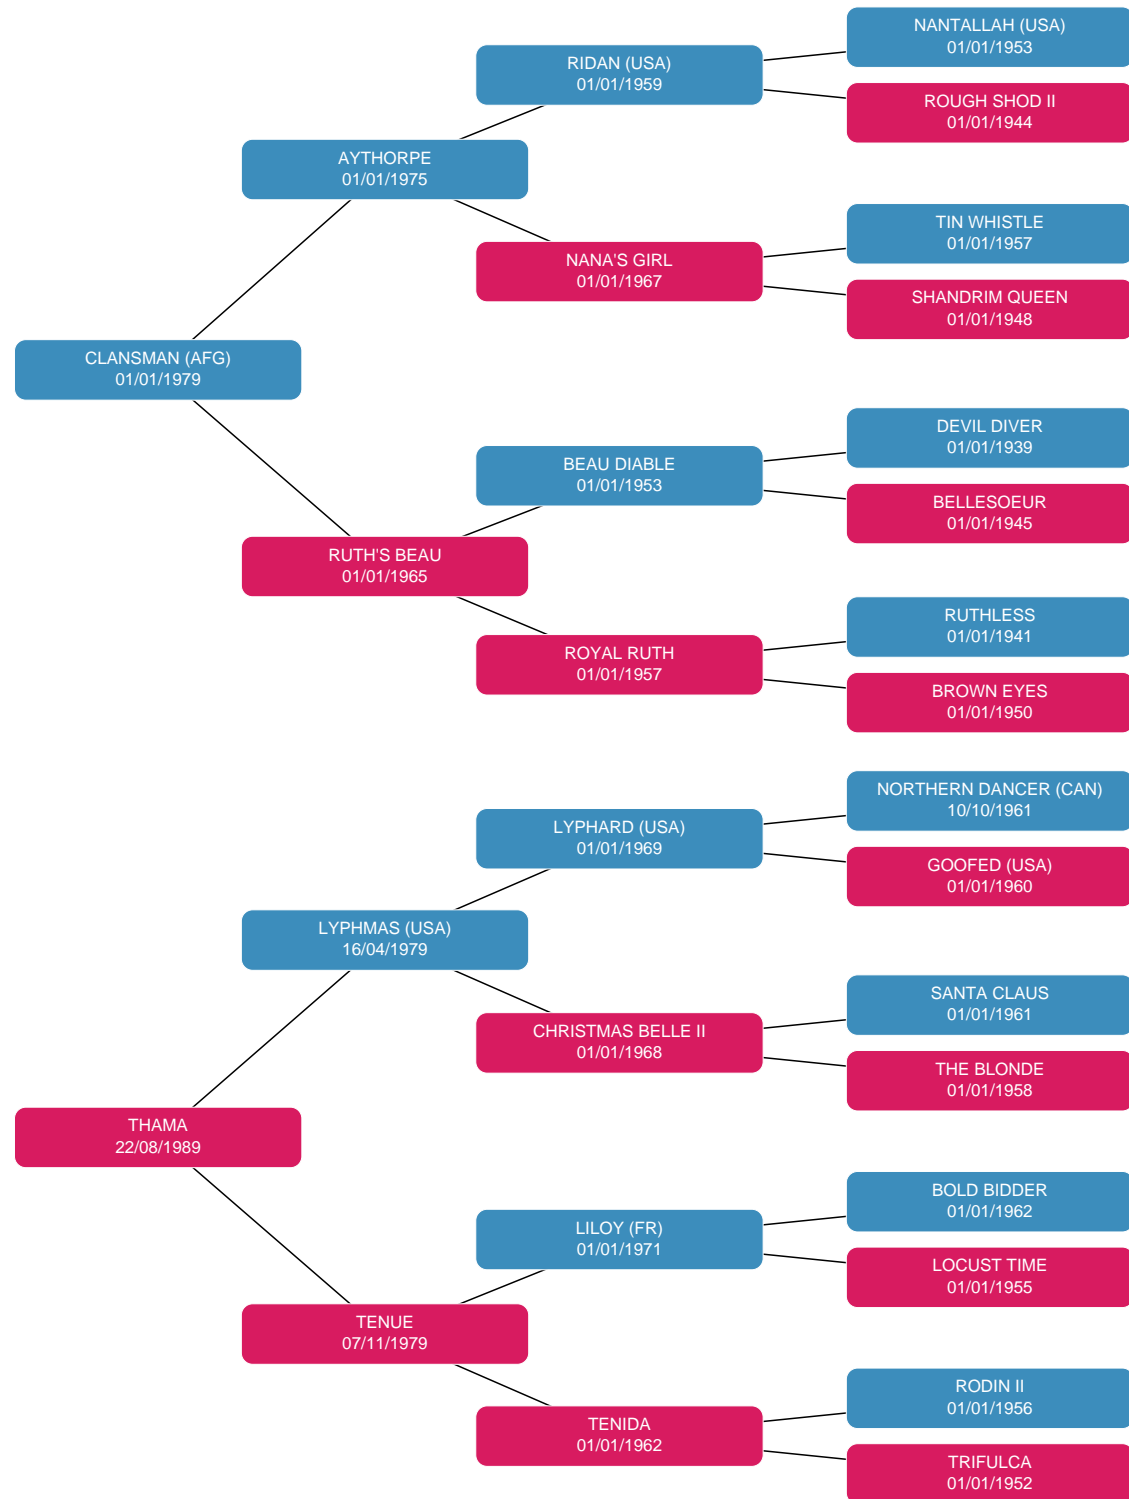 NANTALLAH (USA)
01/01/1953
RIDAN (USA)
01/01/1959
ROUGH SHOD II
01/01/1944
AYTHORPE
01/01/1975
TIN WHISTLE
01/01/1957
NANA'S GIRL
01/01/1967
SHANDRIM QUEEN
01/01/1948
CLANSMAN (AFG)
01/01/1979
DEVIL DIVER
01/01/1939
BEAU DIABLE
01/01/1953
BELLESOEUR
01/01/1945
RUTH'S BEAU
01/01/1965
RUTHLESS
01/01/1941
ROYAL RUTH
01/01/1957
BROWN EYES
01/01/1950
NORTHERN DANCER (CAN)
10/10/1961
LYPHARD (USA)
01/01/1969
GOOFED (USA)
01/01/1960
LYPHMAS (USA)
16/04/1979
SANTA CLAUS
01/01/1961
CHRISTMAS BELLE II
01/01/1968
THE BLONDE
01/01/1958
THAMA
22/08/1989
BOLD BIDDER
01/01/1962
LILOY (FR)
01/01/1971
LOCUST TIME
01/01/1955
TENUE
07/11/1979
RODIN II
01/01/1956
TENIDA
01/01/1962
TRIFULCA
01/01/1952